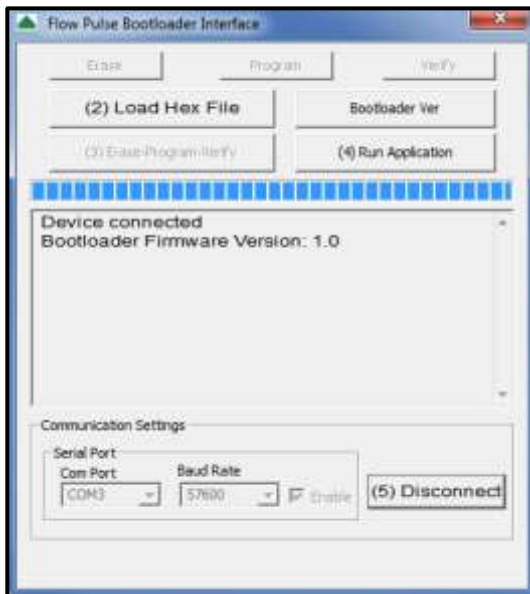 Flow Pulse Bootloader Interface
Erase Program Verify
(2) Load Hex File Bootloader Ver
(3) Erase-Program-Verify (4) Run Application
Device connected
Bootloader Firmware Version: 1.0
Communication Settings
Serial Port
Com Port Baud Rate
COM3 57600 Enable (5) Disconnect